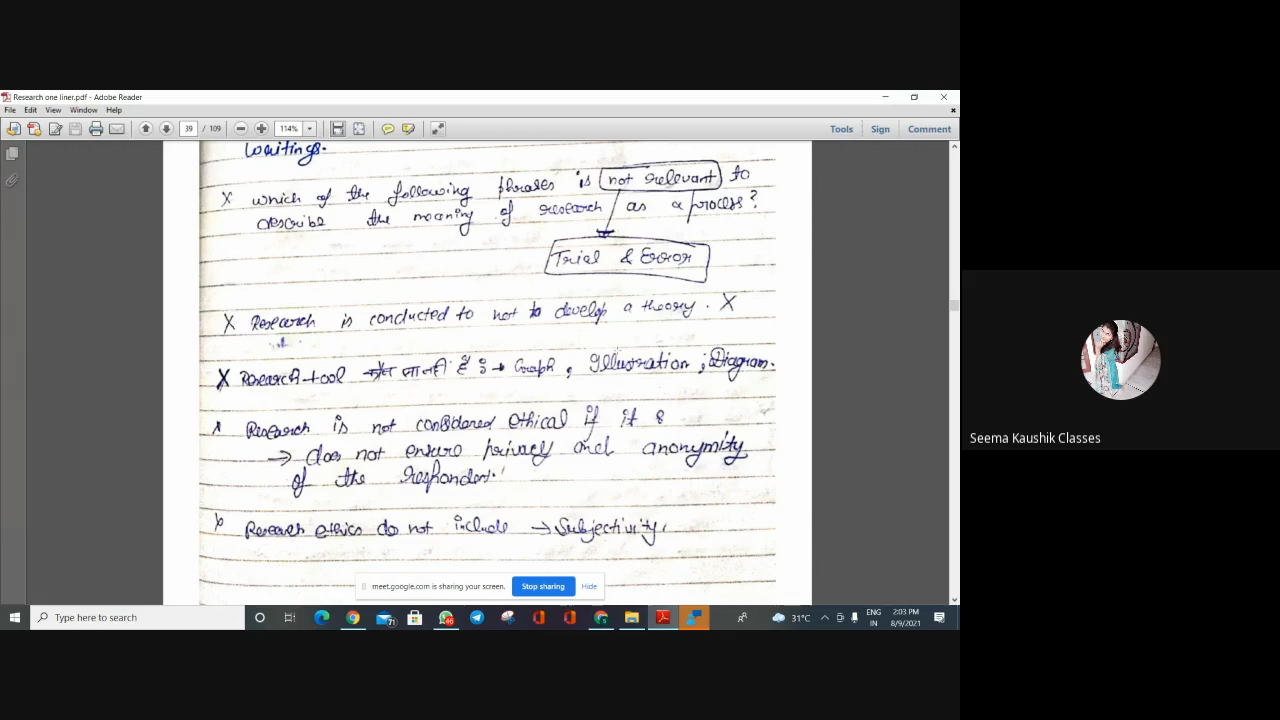 Research one liner.pdf - Adobe Reader
File Edit View Window Help
39 / 109 114% Tools Sign Comment
writings.
X which of the following phrases is not relevant to
describe the meaning of research as a process?
Trial & Error
X Research is conducted to not to develop a theory. X
X Research tool जानी है :→ Graph, Illustration, Diagram.
Research is not considered ethical if it :
→ does not ensure privacy and anonymity
of the respondent.
Research ethics do not include → Subjectivity.
meet.google.com is sharing your screen. Stop sharing Hide
Seema Kaushik Classes
Type here to search
71
31°C
ENG
IN
2:03 PM
8/9/2021